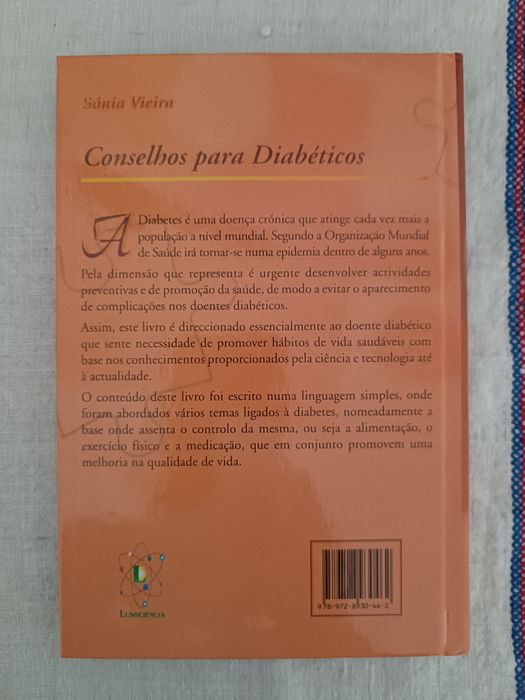 Sónia Vieira
Conselhos para Diabéticos
A Diabetes é uma doença crónica que atinge cada vez mais a
população a nível mundial. Segundo a Organização Mundial
de Saúde irá tornar-se numa epidemia dentro de alguns anos.
Pela dimensão que representa é urgente desenvolver actividades
preventivas e de promoção da saúde, de modo a evitar o aparecimento
de complicações nos doentes diabéticos.
Assim, este livro é direccionado essencialmente ao doente diabético
que sente necessidade de promover hábitos de vida saudáveis com
base nos conhecimentos proporcionados pela ciência e tecnologia até
à actualidade.
O conteúdo deste livro foi escrito numa linguagem simples, onde
foram abordados vários temas ligados à diabetes, nomeadamente a
base onde assenta o controlo da mesma, ou seja a alimentação, o
exercício físico e a medicação, que em conjunto promovem uma
melhoria na qualidade de vida.
L
LUSOCIÊNCIA
978-972-8930-46-2